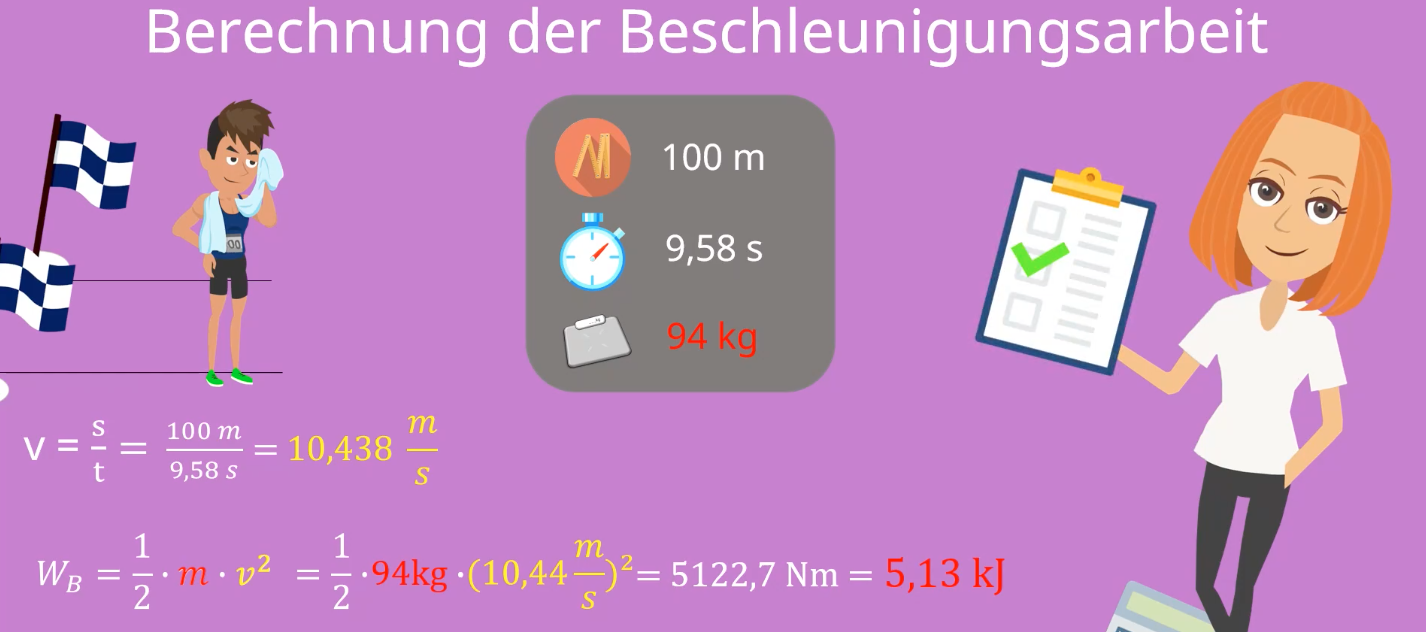 Berechnung der Beschleunigungsarbeit
100 m
9,58 s
94 kg
00
v = s/t = 100 m / 9,58 s = 10,438 m/s
W_B = 1/2 · m · v² = 1/2 · 94kg · (10,44 m/s)² = 5122,7 Nm = 5,13 kJ